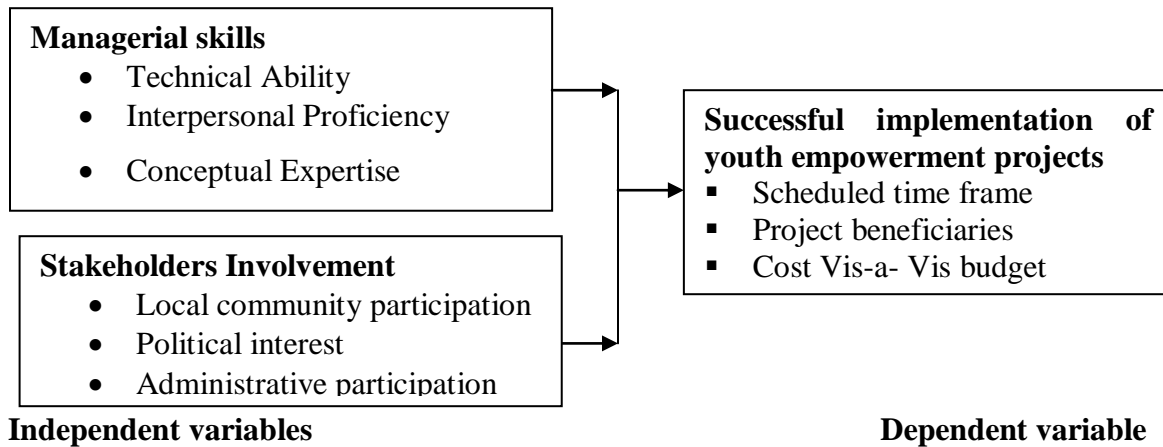 Managerial skills
• Technical Ability
• Interpersonal Proficiency
• Conceptual Expertise
Stakeholders Involvement
• Local community participation
• Political interest
• Administrative participation
Successful implementation of
youth empowerment projects
▪ Scheduled time frame
▪ Project beneficiaries
▪ Cost Vis-a- Vis budget
Independent variables
Dependent variable